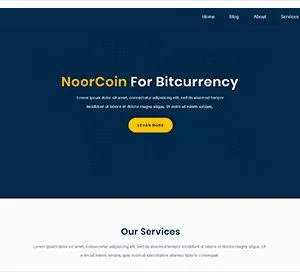 Home Blog About Services
NoorCoin For Bitcurrency
Lorem ipsum dolor sit amet, consectetur adipiscing elit, sed do eiusmod tempor
incididunt ut labore et dolore magna aliqua. Ut enim ad minim veniam,
LEARN MORE
Our Services
Lorem ipsum dolor sit amet, consectetur adipiscing elit, sed do eiusmod tempor incididunt ut labore et dolore magna aliqua. Ut enim ad
minim veniam, quis nostrud exercitation ullamco laboris commodo consequat.